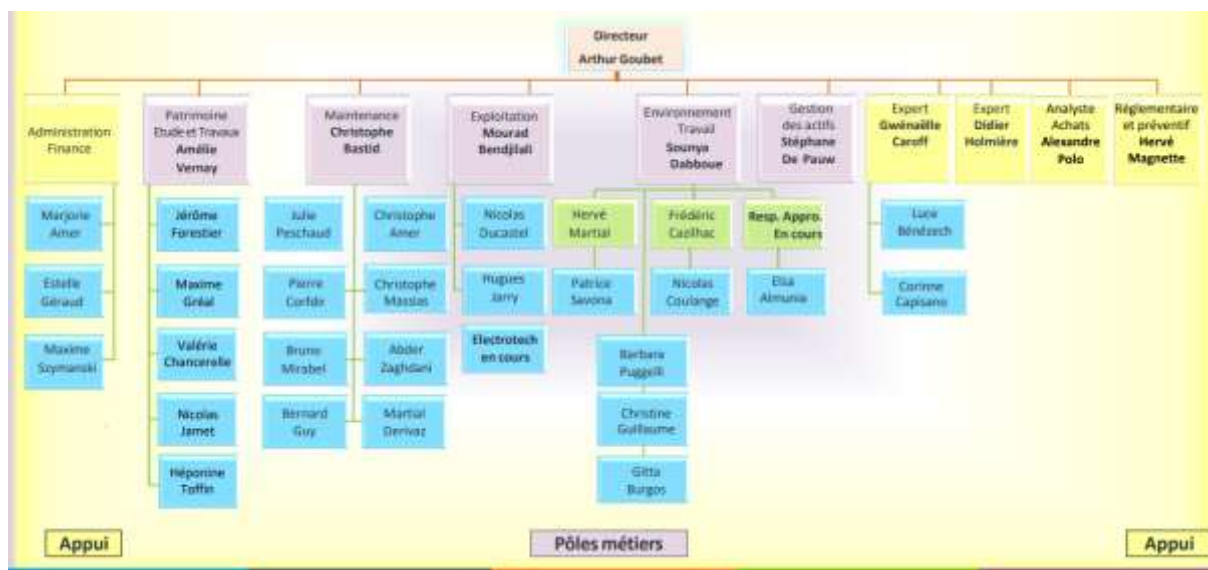 Directeur
Arthur Goubet
Administration
Finance
Patrimoine
Etude et Travaux
Amélie
Vernay
Maintenance
Christophe
Bastid
Exploitation
Mourad
Bendjilali
Environnement
Travail
Sounya
Dabboue
Gestion
des actifs
Stéphane
De Pauw
Expert
Gwénaëlle
Caroff
Expert
Didier
Holmière
Analyste
Achats
Alexandre
Polo
Réglementaire
et préventif
Hervé
Magnette
Marjorie
Amer
Estelle
Géraud
Maxime
Szymanski
Jérôme
Forestier
Maxime
Gréal
Valérie
Chancerelle
Nicolas
Jamet
Héponine
Toffin
Julie
Peschaud
Pierre
Bruno
Mirabel
Bernard
Guy
Christophe
Amer
Christophe
Massias
Abder
Zaghdani
Martial
Derivaz
Nicolas
Ducastel
Hugues
Jarry
Electrotech
en cours
Hervé
Martial
Patrice
Savona
Frédéric
Nicolas
Coulange
Resp. Appro.
En cours
Elsa
Almunia
Barbara
Puggelli
Christine
Guillaume
Gitta
Burgos
Luce
Bénézech
Corinne
Capisano
Appui
Pôles métiers
Appui